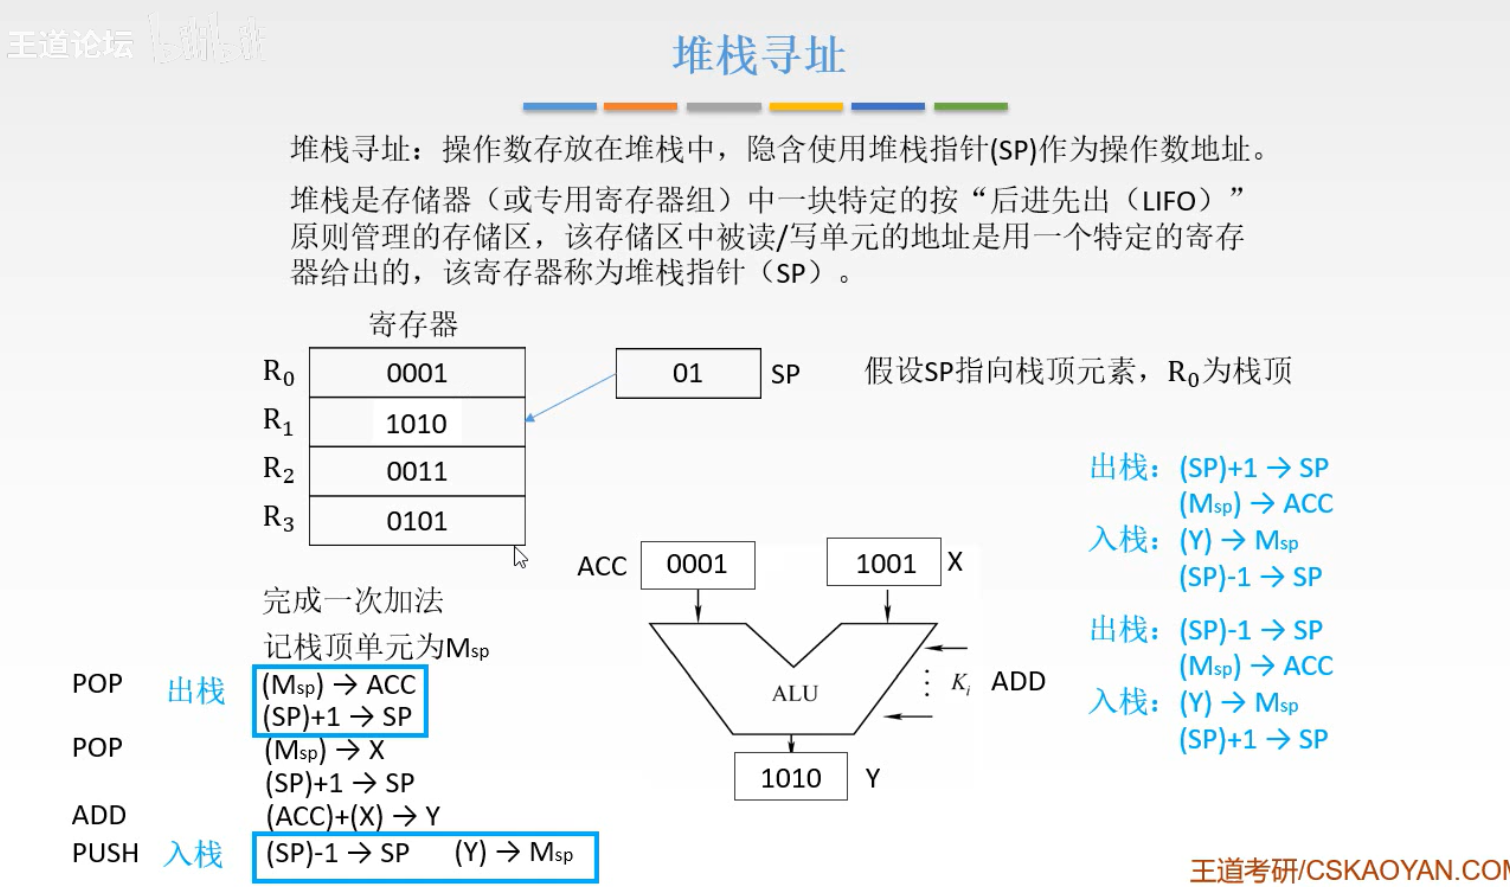 王道论坛 bilibili
堆栈寻址
堆栈寻址：操作数存放在堆栈中，隐含使用堆栈指针(SP)作为操作数地址。
堆栈是存储器（或专用寄存器组）中一块特定的按“后进先出（LIFO）”
原则管理的存储区，该存储区中被读/写单元的地址是用一个特定的寄存
器给出的，该寄存器称为堆栈指针（SP）。
寄存器
R₀ 0001
R₁ 1010
R₂ 0011
R₃ 0101
01 SP
假设SP指向栈顶元素，R₀为栈顶
出栈：(SP)+1 → SP
(Msp) → ACC
入栈：(Y) → Msp
(SP)-1 → SP
出栈：(SP)-1 → SP
(Msp) → ACC
入栈：(Y) → Msp
(SP)+1 → SP
ACC 0001
1001 X
ALU
Kᵢ ADD
1010 Y
完成一次加法
记栈顶单元为Msp
POP 出栈 (Msp) → ACC
(SP)+1 → SP
POP (Msp) → X
(SP)+1 → SP
ADD (ACC)+(X) → Y
PUSH 入栈 (SP)-1 → SP (Y) → Msp
王道考研/CSKAOYAN.COM